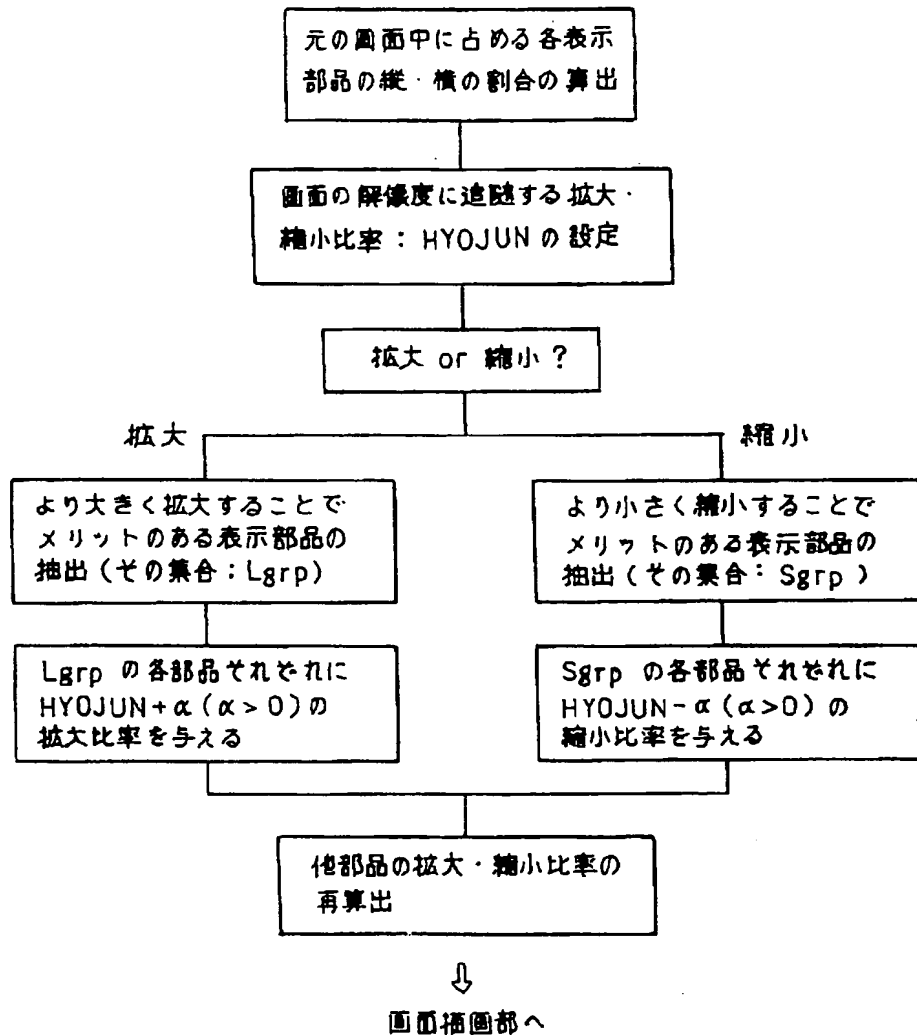 元の画面中に占める各表示
部品の縦・横の割合の算出
画面の解像度に追随する拡大・
縮小比率：HYOJUNの設定
拡大 or 縮小？
拡大
縮小
より大きく拡大することで
メリットのある表示部品の
抽出（その集合：Lgrp）
より小さく縮小することで
メリットのある表示部品の
抽出（その集合：Sgrp）
Lgrp の各部品それぞれに
HYOJUN+α（α>0）の
拡大比率を与える
Sgrp の各部品それぞれに
HYOJUN-α（α>0）の
縮小比率を与える
他部品の拡大・縮小比率の
再算出
画面描画部へ